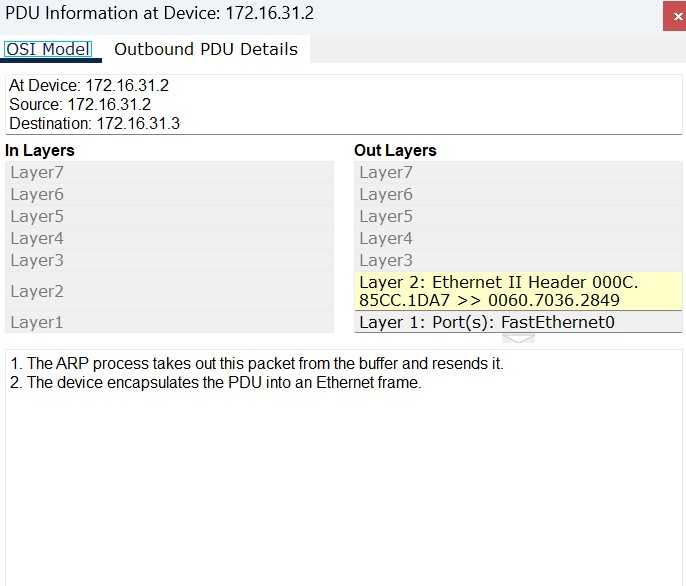 PDU Information at Device: 172.16.31.2
x
OSI Model Outbound PDU Details
At Device: 172.16.31.2
Source: 172.16.31.2
Destination: 172.16.31.3
In Layers
Layer7
Layer6
Layer5
Layer4
Layer3
Layer2
Layer1
Out Layers
Layer7
Layer6
Layer5
Layer4
Layer3
Layer 2: Ethernet II Header 000C.
85CC.1DA7 >> 0060.7036.2849
Layer 1: Port(s): FastEthernet0
1. The ARP process takes out this packet from the buffer and resends it.
2. The device encapsulates the PDU into an Ethernet frame.